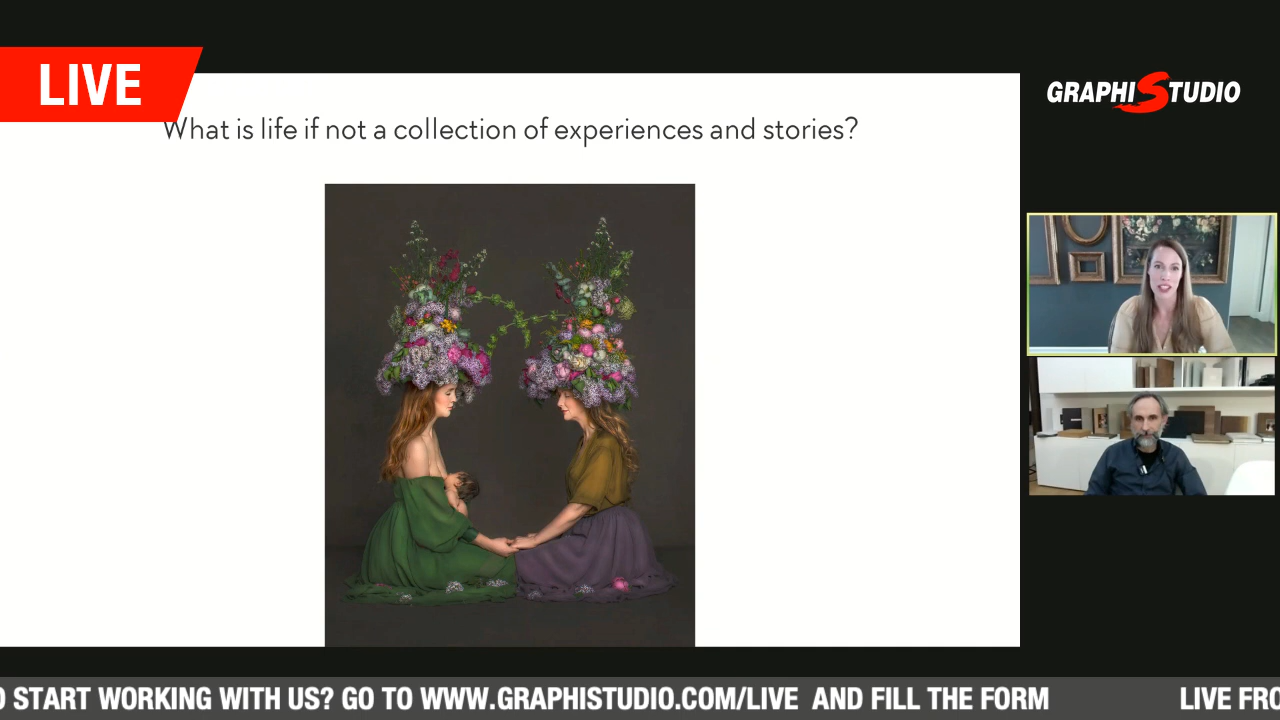 LIVE
GRAPHISTUDIO
What is life if not a collection of experiences and stories?
START WORKING WITH US? GO TO WWW.GRAPHISTUDIO.COM/LIVE AND FILL THE FORM LIVE